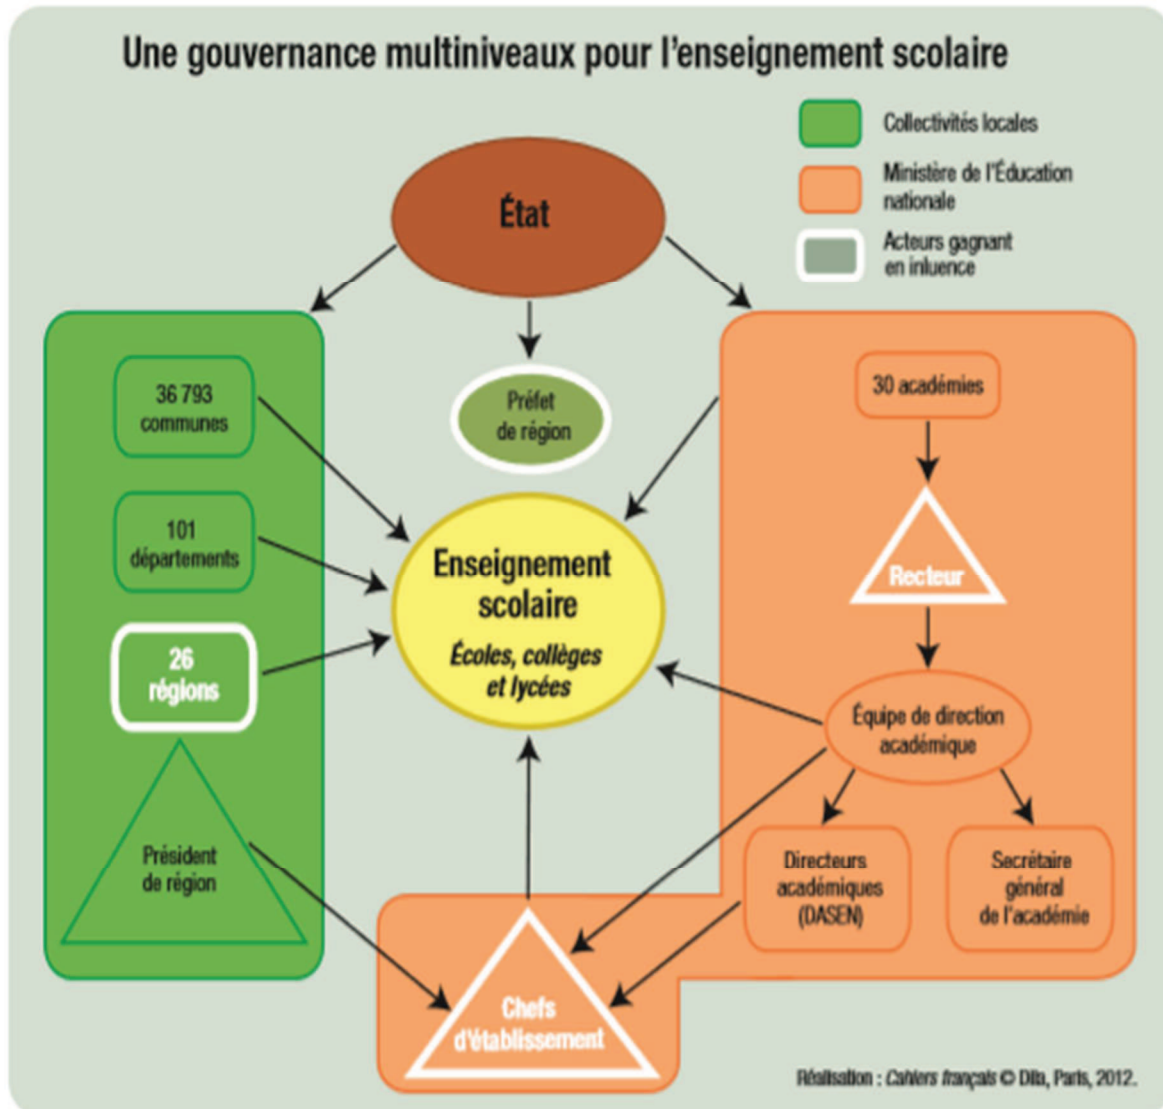 Une gouvernance multiniveaux pour l'enseignement scolaire
Collectivités locales
Ministère de l'Éducation
nationale
Acteurs gagnant
en inluence
État
36 793
communes
Préfet
de région
30 académies
101
départements
Enseignement
scolaire
Écoles, collèges
et lycées
Recteur
26
régions
Équipe de direction
académique
Président
de région
Directeurs
académiques
(DASEN)
Secrétaire
général
de l'académie
Chefs
d'établissement
Réalisation : Cahiers français © Dila, Paris, 2012.